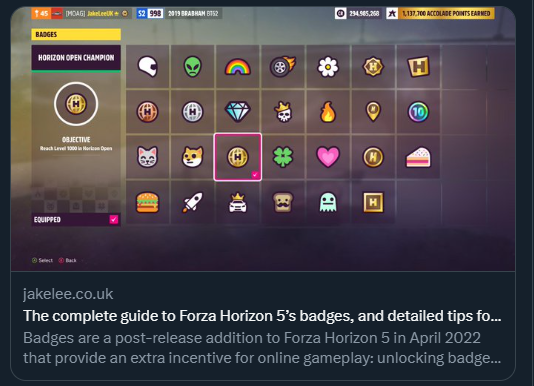 45 [MOAG] JakeLeeUK S2 998 2019 BRABHAM BT62 294,985,268 1,137,700 ACCOLADE POINTS EARNED
BADGES
HORIZON OPEN CHAMPION
H
H
H
H
10
H
OBJECTIVE
Reach Level 1000 in Horizon Open
H
H
H
EQUIPPED
Select Back
jakelee.co.uk
The complete guide to Forza Horizon 5's badges, and detailed tips fo...
Badges are a post-release addition to Forza Horizon 5 in April 2022
that provide an extra incentive for online gameplay: unlocking badge...